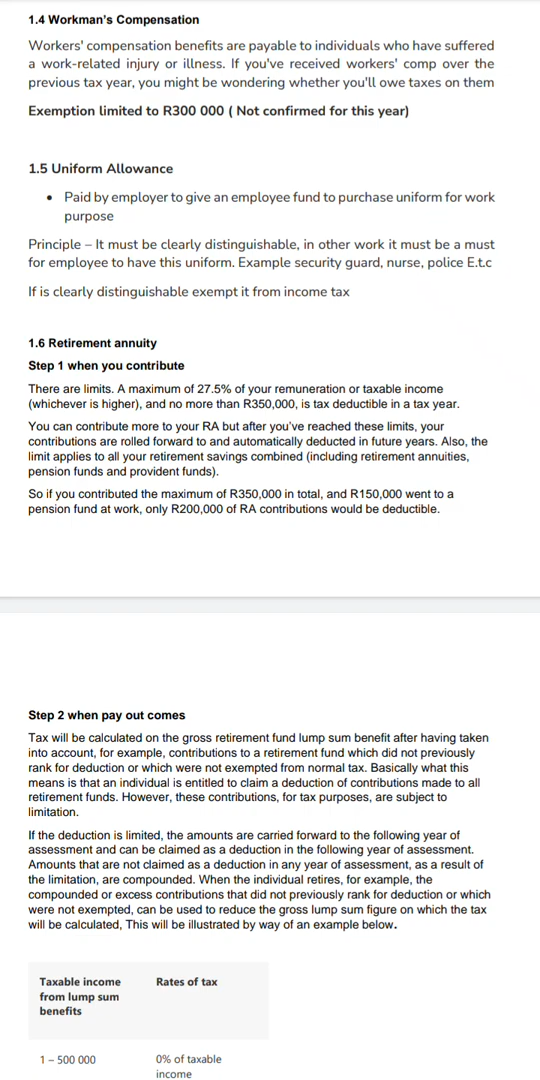 1.4 Workman's Compensation
Workers' compensation benefits are payable to individuals who have suffered
a work-related injury or illness. If you've received workers' comp over the
previous tax year, you might be wondering whether you'll owe taxes on them
Exemption limited to R300 000 ( Not confirmed for this year)
1.5 Uniform Allowance
• Paid by employer to give an employee fund to purchase uniform for work
purpose
Principle – It must be clearly distinguishable, in other work it must be a must
for employee to have this uniform. Example security guard, nurse, police E.t.c
If is clearly distinguishable exempt it from income tax
1.6 Retirement annuity
Step 1 when you contribute
There are limits. A maximum of 27.5% of your remuneration or taxable income
(whichever is higher), and no more than R350,000, is tax deductible in a tax year.
You can contribute more to your RA but after you've reached these limits, your
contributions are rolled forward to and automatically deducted in future years. Also, the
limit applies to all your retirement savings combined (including retirement annuities,
pension funds and provident funds).
So if you contributed the maximum of R350,000 in total, and R150,000 went to a
pension fund at work, only R200,000 of RA contributions would be deductible.
Step 2 when pay out comes
Tax will be calculated on the gross retirement fund lump sum benefit after having taken
into account, for example, contributions to a retirement fund which did not previously
rank for deduction or which were not exempted from normal tax. Basically what this
means is that an individual is entitled to claim a deduction of contributions made to all
retirement funds. However, these contributions, for tax purposes, are subject to
limitation.
If the deduction is limited, the amounts are carried forward to the following year of
assessment and can be claimed as a deduction in the following year of assessment.
Amounts that are not claimed as a deduction in any year of assessment, as a result of
the limitation, are compounded. When the individual retires, for example, the
compounded or excess contributions that did not previously rank for deduction or which
were not exempted, can be used to reduce the gross lump sum figure on which the tax
will be calculated, This will be illustrated by way of an example below.
Taxable income Rates of tax
from lump sum
benefits
1 – 500 000 0% of taxable
income